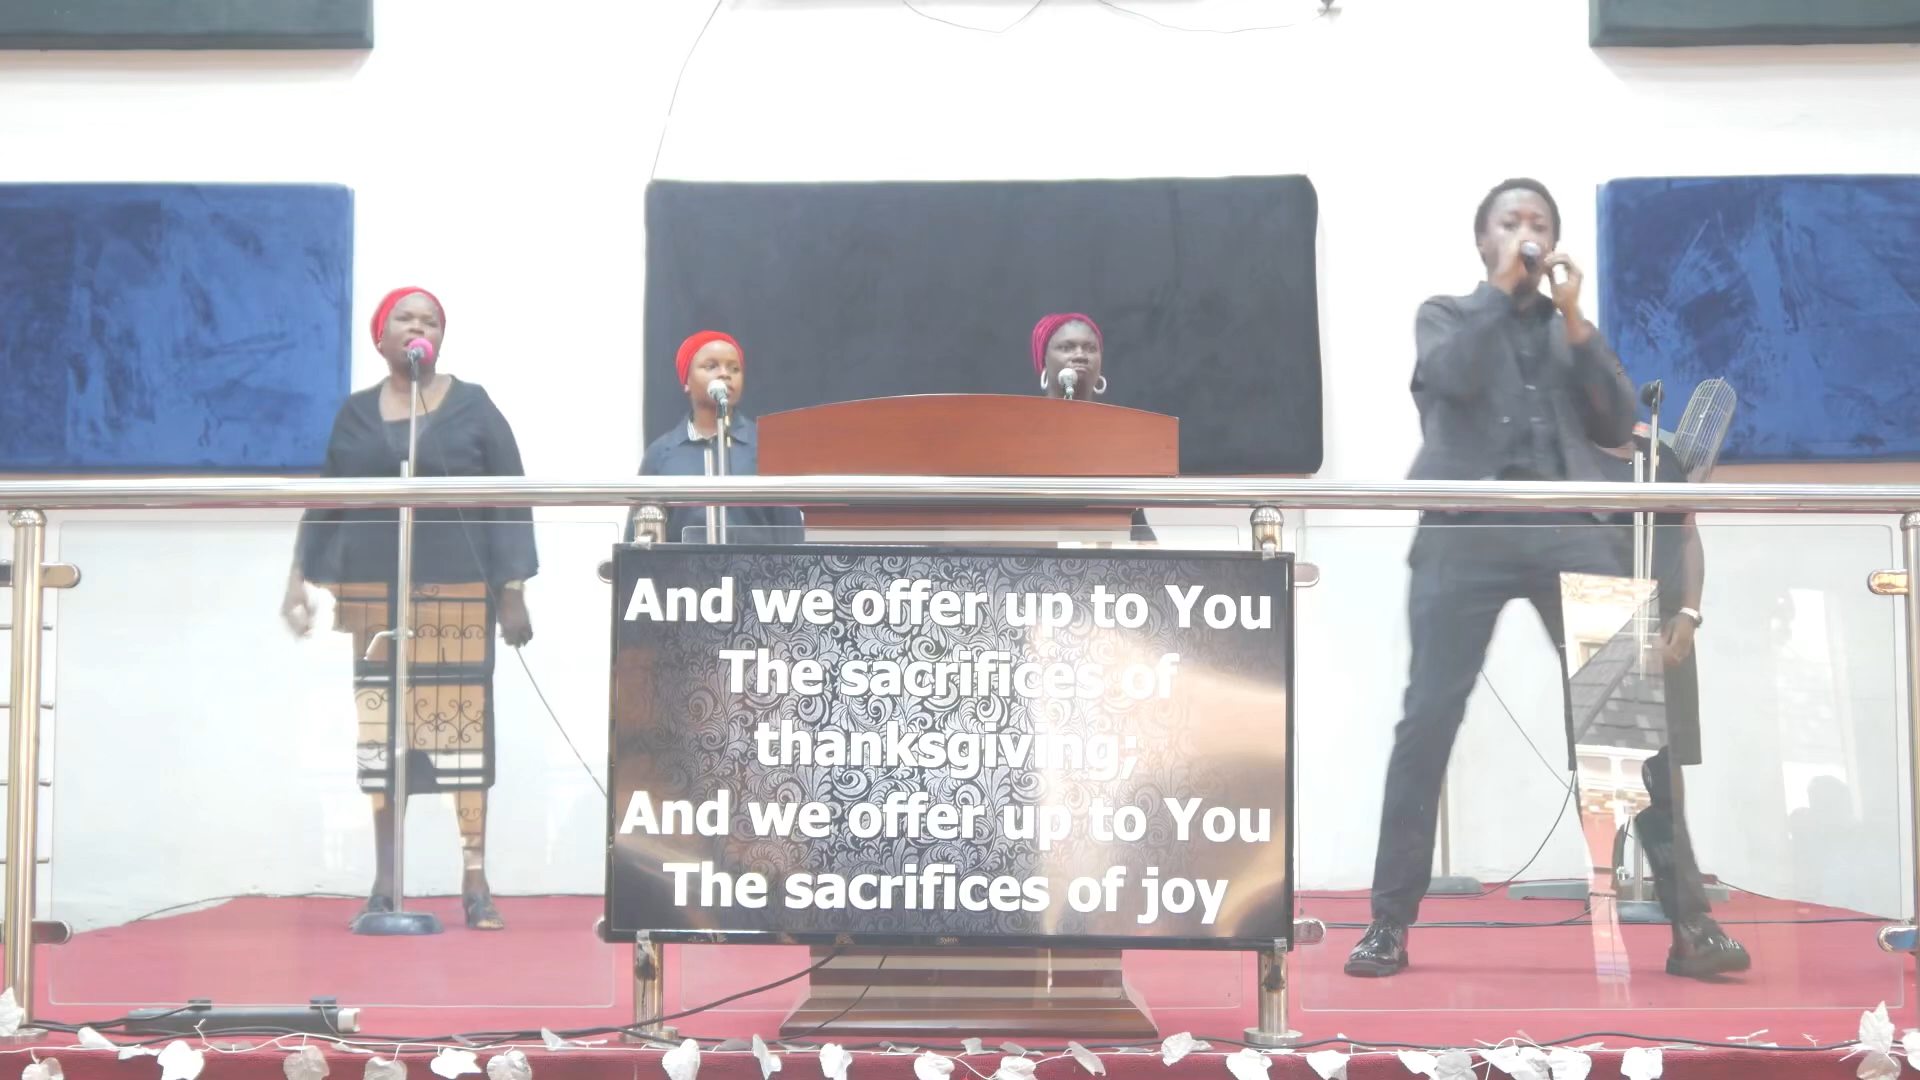 And we offer up to You
The sacrifices of
thanksgiving;
And we offer up to You
The sacrifices of joy